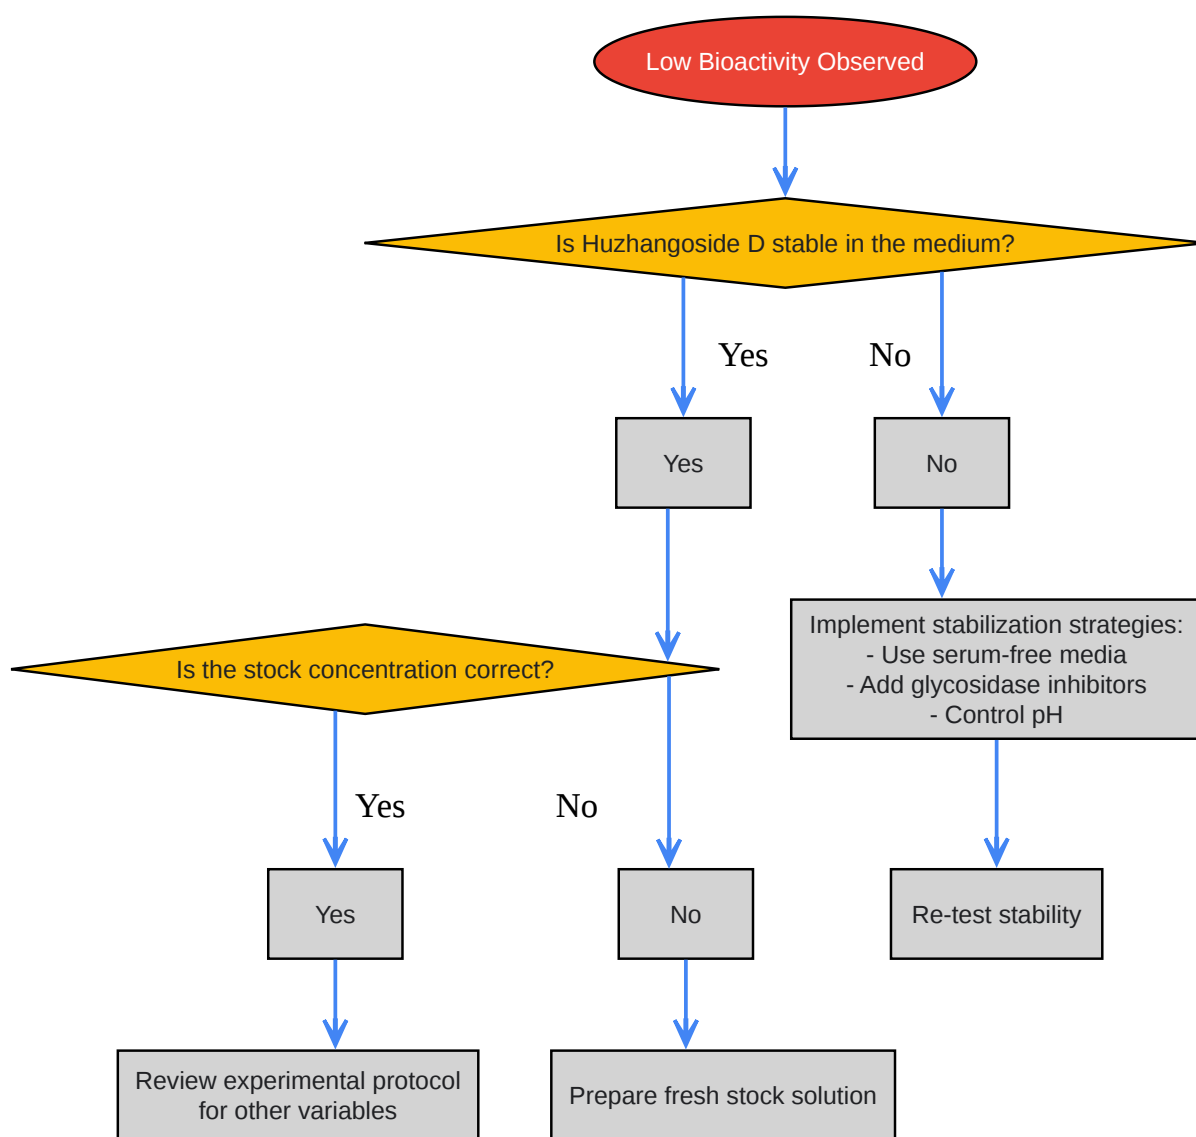 Low Bioactivity Observed
Is Huzhangoside D stable in the medium?
Yes
No
Yes
No
Implement stabilization strategies:
- Use serum-free media
- Add glycosidase inhibitors
- Control pH
Is the stock concentration correct?
Yes
No
Yes
No
Re-test stability
Review experimental protocol
for other variables
Prepare fresh stock solution